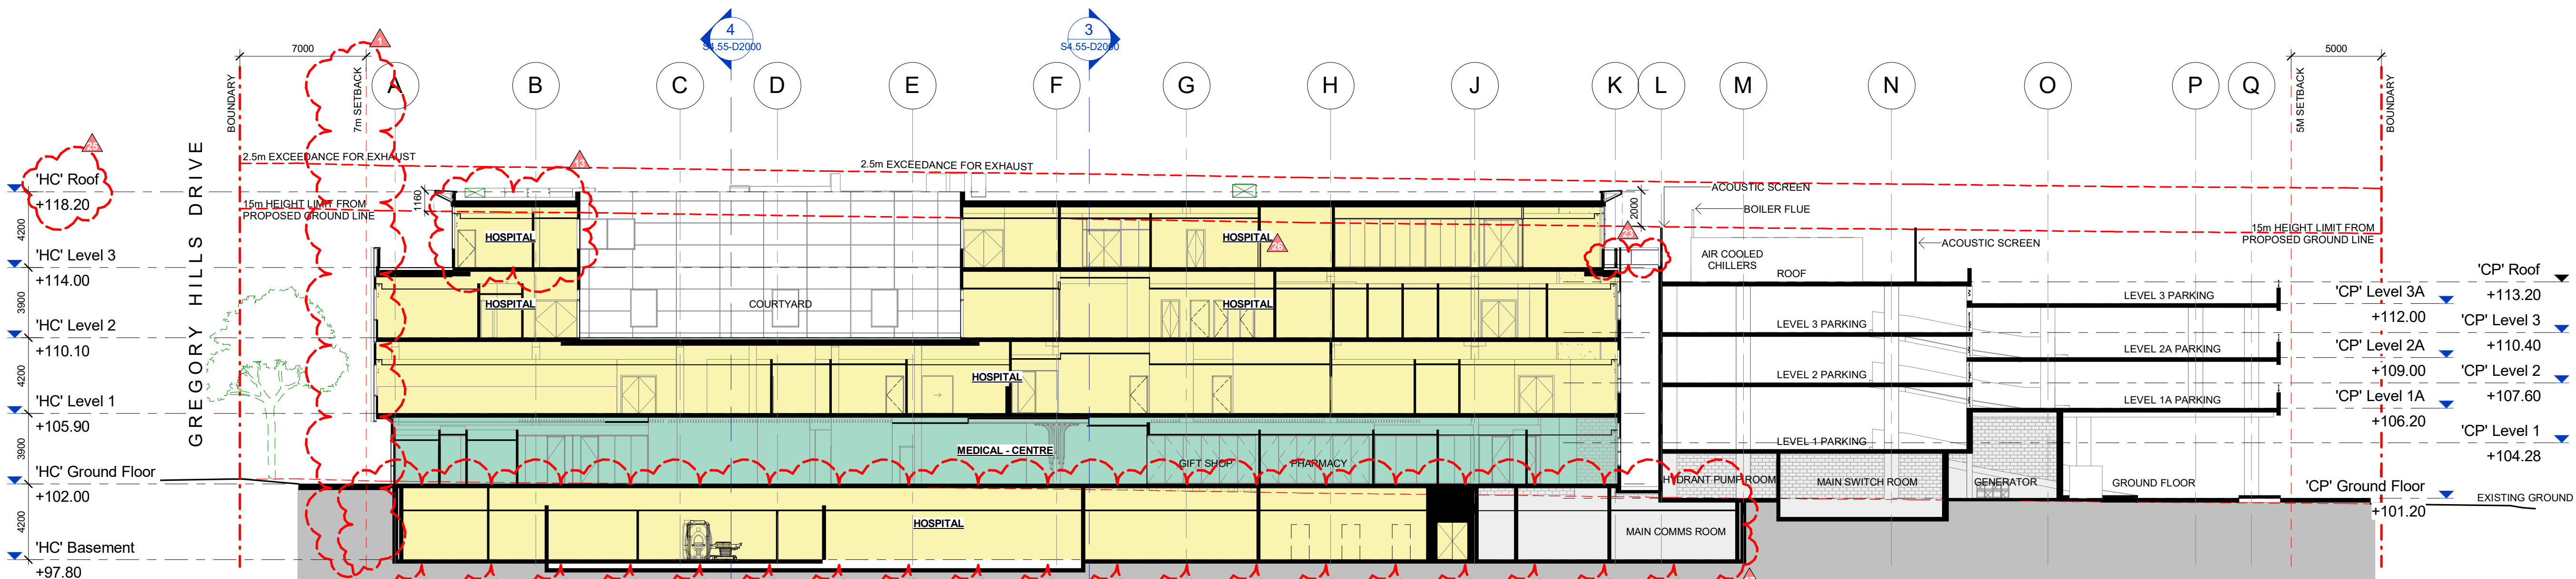 4
S4.55-D2000
3
S4.55-D2000
7000
5000
1
BOUNDARY
7m SETBACK
A
B
C
D
E
F
G
H
J
K
L
M
N
O
P
Q
5M SETBACK
BOUNDARY
25
13
2.5m EXCEEDANCE FOR EXHAUST
2.5m EXCEEDANCE FOR EXHAUST
'HC' Roof
+118.20
GREGORY HILLS DRIVE
1160
15m HEIGHT LIMIT FROM
PROPOSED GROUND LINE
ACOUSTIC SCREEN
BOILER FLUE
2000
23
26
HOSPITAL
HOSPITAL
15m HEIGHT LIMIT FROM
PROPOSED GROUND LINE
ACOUSTIC SCREEN
4200
'HC' Level 3
+114.00
AIR COOLED
CHILLERS
ROOF
'CP' Roof
+113.20
3900
HOSPITAL
COURTYARD
HOSPITAL
LEVEL 3 PARKING
'CP' Level 3A
+112.00
'HC' Level 2
+110.10
LEVEL 3 PARKING
'CP' Level 3
+110.40
LEVEL 2A PARKING
'CP' Level 2A
+109.00
4200
HOSPITAL
LEVEL 2 PARKING
'CP' Level 2
+107.60
'HC' Level 1
+105.90
LEVEL 1A PARKING
'CP' Level 1A
+106.20
3900
MEDICAL - CENTRE
GIFT SHOP
PHARMACY
LEVEL 1 PARKING
'CP' Level 1
+104.28
'HC' Ground Floor
+102.00
HYDRANT PUMP ROOM
MAIN SWITCH ROOM
GENERATOR
GROUND FLOOR
'CP' Ground Floor
+101.20
EXISTING GROUND
4200
HOSPITAL
MAIN COMMS ROOM
'HC' Basement
+97.80